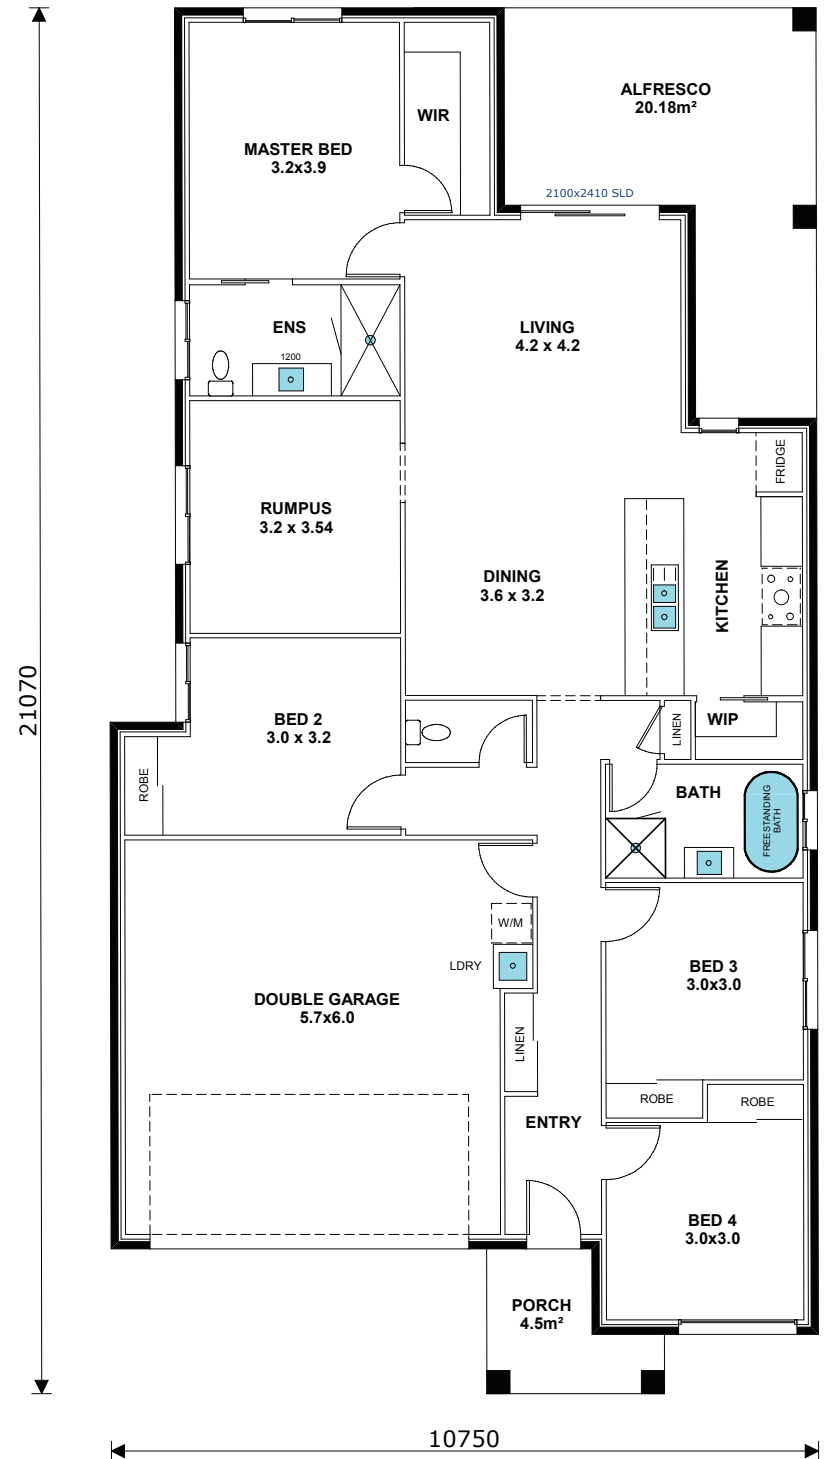 ALFRESCO
20.18m²
WIR
MASTER BED
3.2x3.9
2100x2410 SLD
LIVING
4.2 x 4.2
ENS
1200
FRIDGE
RUMPUS
3.2 x 3.54
DINING
3.6 x 3.2
KITCHEN
21070
BED 2
3.0 x 3.2
LINEN
WIP
ROBE
BATH
FREESTANDING
BATH
W/M
LDRY
BED 3
3.0x3.0
DOUBLE GARAGE
5.7x6.0
LINEN
ROBE
ROBE
ENTRY
BED 4
3.0x3.0
PORCH
4.5m²
10750